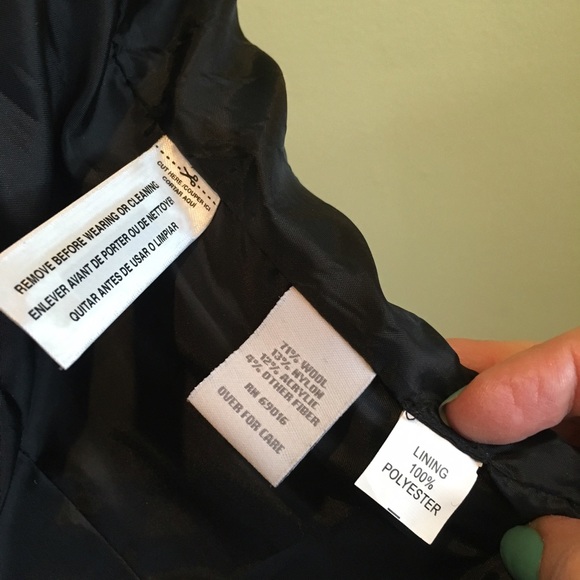 CUT HERE /COUPER ICI
CORTAR AQUI
REMOVE BEFORE WEARING OR CLEANING
ENLEVER AVANT DE PORTER OU DE NETTOYER
QUITAR ANTES DE USAR O LIMPIAR
71% WOOL
13% NYLON
12% ACRYLIC
4% OTHER FIBER
RN 69016
OVER FOR CARE
LINING
100%
POLYESTER